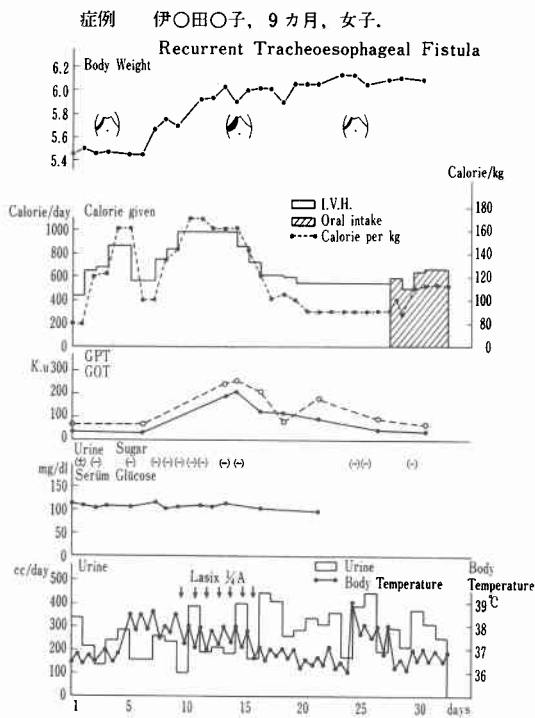 症例 伊○田○子, 9カ月, 女子.
Recurrent Tracheoesophageal Fistula
Body Weight
6.2
6.0
5.8
5.6
5.4
Calorie/kg
I.V.H.
Oral intake
Calorie per kg
Calorie/day Calorie given
1000
800
600
400
200
0
180
160
140
120
100
80
0
K.u GPT
GOT
300
200
100
0
Urine Sugar
(±) (−) (−) (−) (−) (−) (−) (−) (−) (−) (−) (−) (−)
mg/dl Serüm Glücose
150
100
50
0
cc/day Urine
Lasix ¼A
Urine
Body Temperature
Body Temperature
500
400
300
200
100
0
39
℃
38
37
36
1 5 10 15 20 25 30 days